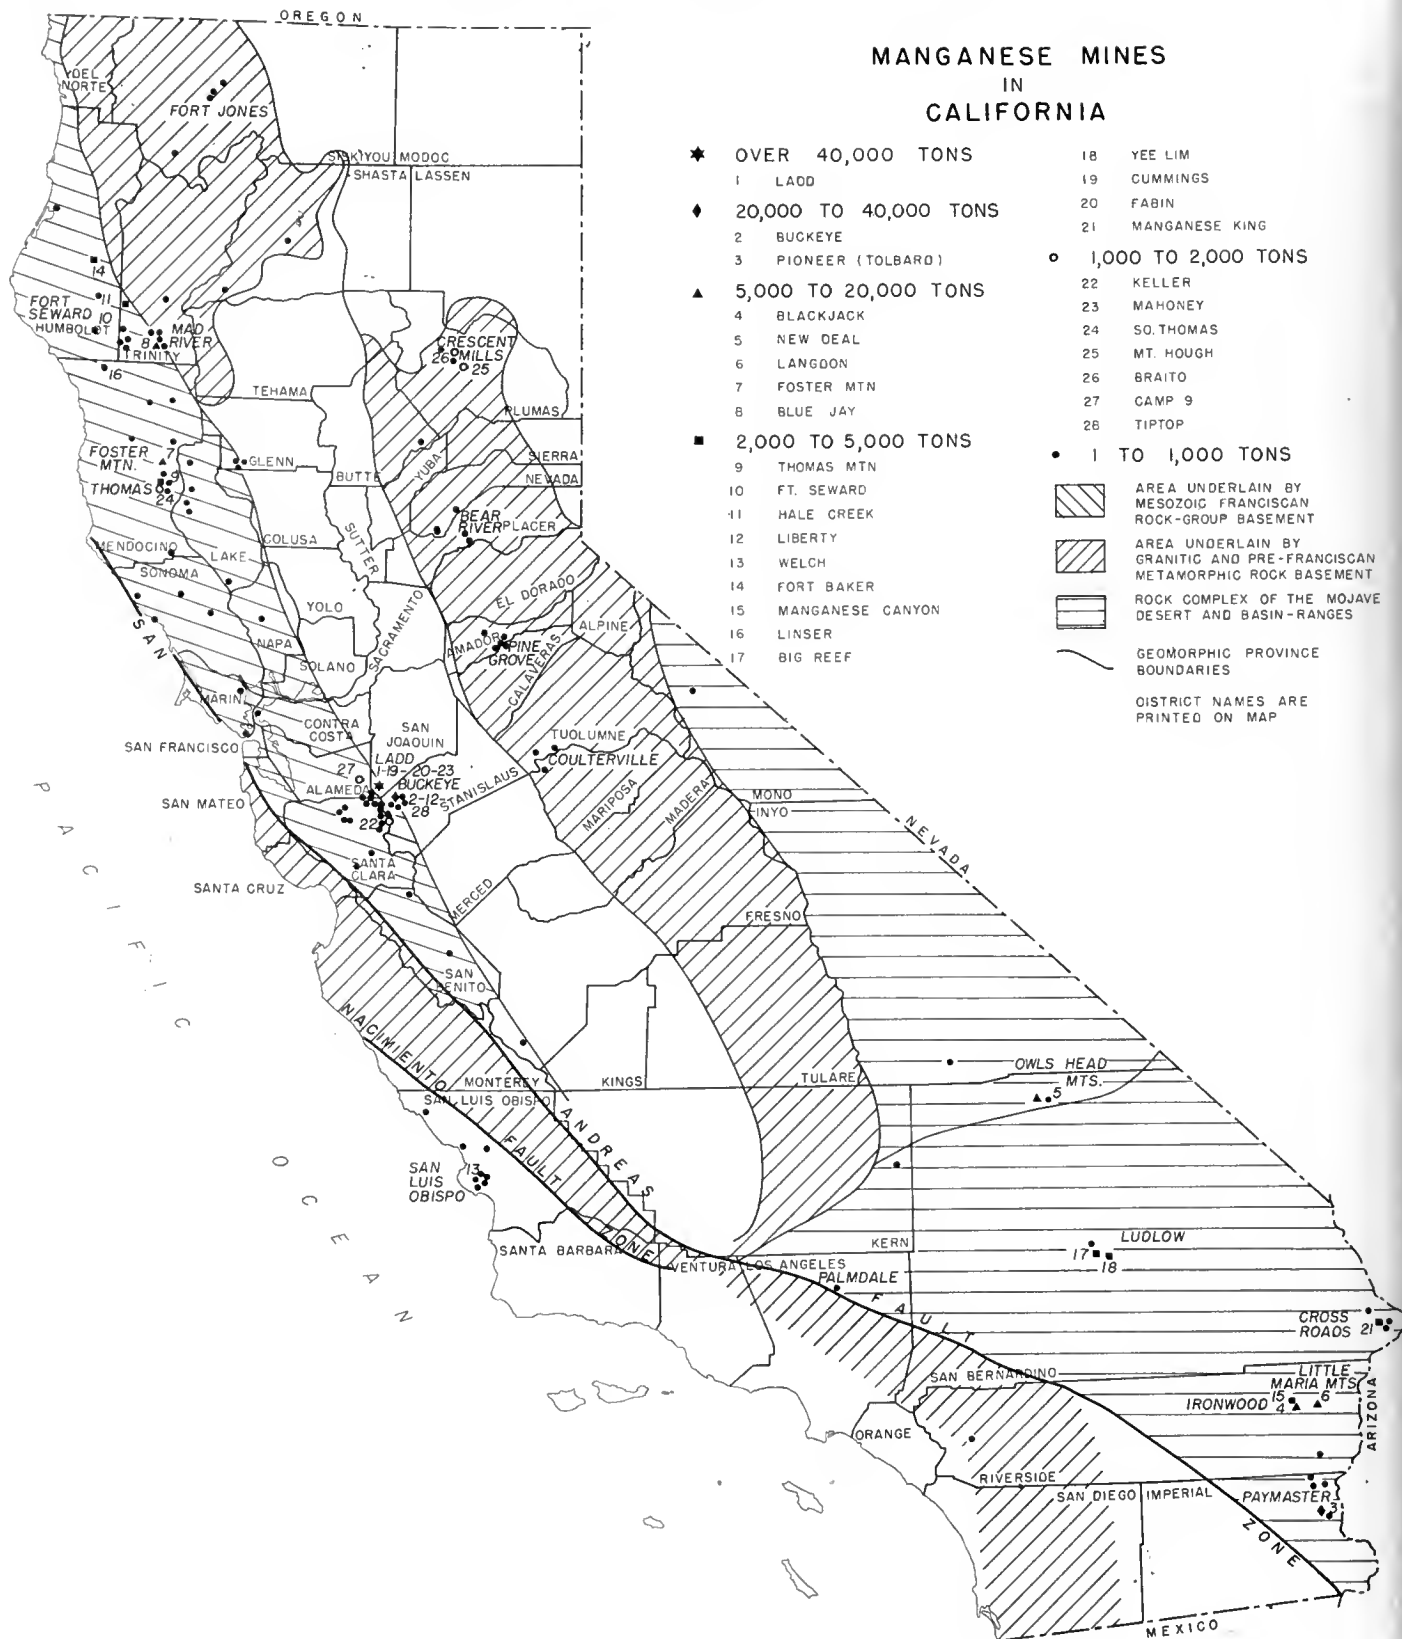 MANGANESE MINES
IN
CALIFORNIA
OVER 40,000 TONS
1 LADD
20,000 TO 40,000 TONS
2 BUCKEYE
3 PIONEER (TOLBARD)
5,000 TO 20,000 TONS
4 BLACKJACK
5 NEW DEAL
6 LANGDON
7 FOSTER MTN
8 BLUE JAY
2,000 TO 5,000 TONS
9 THOMAS MTN
10 FT. SEWARD
11 HALE CREEK
12 LIBERTY
13 WELCH
14 FORT BAKER
15 MANGANESE CANYON
16 LINSER
17 BIG REEF
18 YEE LIM
19 CUMMINGS
20 FABIN
21 MANGANESE KING
1,000 TO 2,000 TONS
22 KELLER
23 MAHONEY
24 SO. THOMAS
25 MT. HOUGH
26 BRAITO
27 CAMP 9
28 TIPTOP
1 TO 1,000 TONS
AREA UNDERLAIN BY
MESOZOIC FRANCISCAN
ROCK-GROUP BASEMENT
AREA UNDERLAIN BY
GRANITIC AND PRE-FRANCISCAN
METAMORPHIC ROCK BASEMENT
ROCK COMPLEX OF THE MOJAVE
DESERT AND BASIN-RANGES
GEOMORPHIC PROVINCE
BOUNDARIES
DISTRICT NAMES ARE
PRINTED ON MAP
OREGON
DEL
NORTE
FORT JONES
SISKIYOU MODOC
SHASTA LASSEN
14
11
FORT
SEWARD
10
HUMBOLDT
MAD
RIVER
8
TRINITY
16
CRESCENT
MILLS
26
25
TEHAMA
PLUMAS
FOSTER
MTN.
7
9
THOMAS
24
GLENN
BUTTE
YUBA
SIERRA
NEVADA
BEAR
RIVER
PLACER
MENDOCINO
LAKE
COLUSA
SUTTER
SONOMA
YOLO
NAPA
SOLANO
SACRAMENTO
EL DORADO
AMADOR
ALPINE
PINE
GROVE
CALAVERAS
MARIN
CONTRA
COSTA
SAN
JOAQUIN
SAN FRANCISCO
LADD
1-19-20-23
27
ALAMEDA
BUCKEYE
2-12-
28
22
STANISLAUS
TUOLUMNE
COULTERVILLE
MARIPOSA
MADERA
MONO
INYO
NEVADA
SAN MATEO
SANTA
CLARA
SANTA CRUZ
MERCED
FRESNO
SAN
BENITO
MONTEREY
KINGS
TULARE
SAN LUIS OBISPO
OWLS HEAD
MTS.
5
SAN
LUIS
OBISPO
13
SANTA BARBARA
VENTURA
LOS ANGELES
KERN
PALMDALE
LUDLOW
17
18
CROSS
ROADS
21
SAN BERNARDINO
LITTLE
MARIA MTS
15
6
IRONWOOD
4
ARIZONA
ORANGE
RIVERSIDE
SAN DIEGO
IMPERIAL
PAYMASTER
3
MEXICO
SAN
ANDREAS
FAULT
ZONE
NACIMIENTO
FAULT
ZONE
PACIFIC
OCEAN